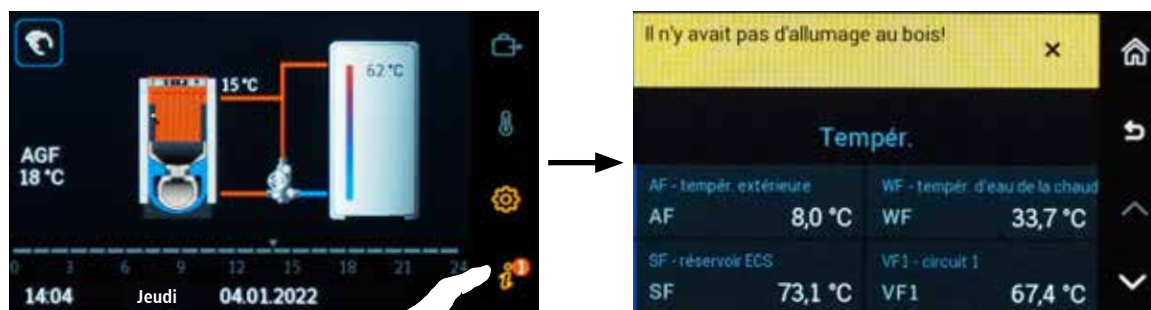 15 °C
62 °C
AGF
18 °C
0 3 6 9 12 15 18 21 24
14:04 Jeudi 04.01.2022
i 1
Il n'y avait pas d'allumage au bois!
Tempér.
AF - tempér. extérieure
AF 8,0 °C
WF - tempér. d'eau de la chaud
WF 33,7 °C
SF - réservoir ECS
SF 73,1 °C
VF1 - circuit 1
VF1 67,4 °C